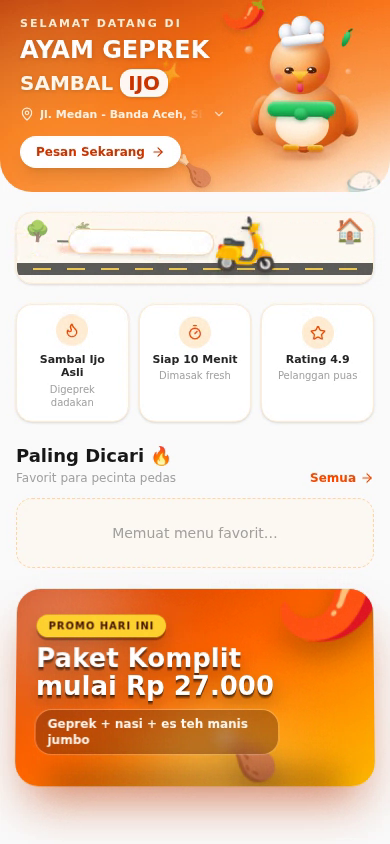 SELAMAT DATANG DI
AYAM GEPREK
SAMBAL IJO
Jl. Medan - Banda Aceh,
Pesan Sekarang
Sambal Ijo
Asli
Digeprek
dadakan
Siap 10 Menit
Dimasak fresh
Rating 4.9
Pelanggan puas
Paling Dicari 🔥
Favorit para pecinta pedas
Semua
Memuat menu favorit...
PROMO HARI INI
Paket Komplit
mulai Rp 27.000
Geprek + nasi + es teh manis
jumbo